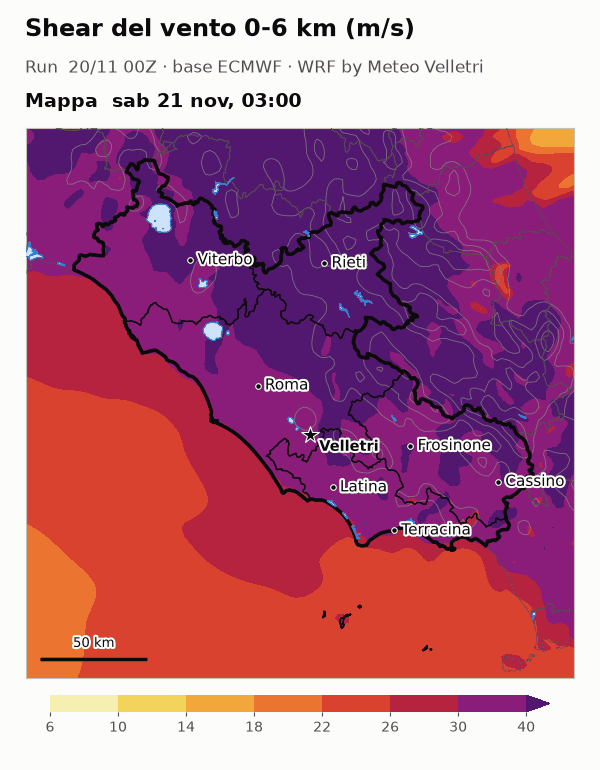 Shear del vento 0-6 km (m/s)
Run  20/11 00Z · base ECMWF · WRF by Meteo Velletri
Mappa  sab 21 nov, 03:00
Viterbo
Rieti
Roma
Velletri
Frosinone
Cassino
Latina
Terracina
50 km
6 10 14 18 22 26 30 40